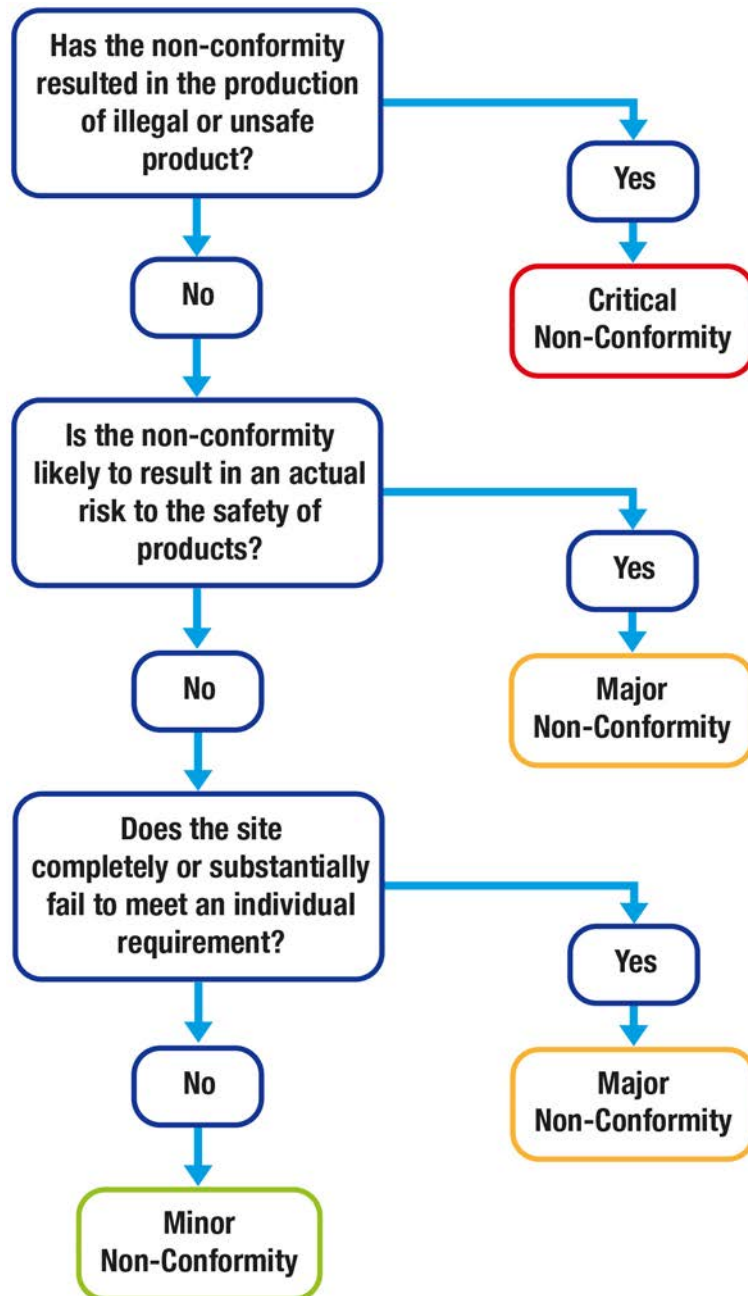 Has the non-conformity
resulted in the production
of illegal or unsafe
product?
Yes
Critical
Non-Conformity
No
Is the non-conformity
likely to result in an actual
risk to the safety of
products?
Yes
Major
Non-Conformity
No
Does the site
completely or substantially
fail to meet an individual
requirement?
Yes
Major
Non-Conformity
No
Minor
Non-Conformity